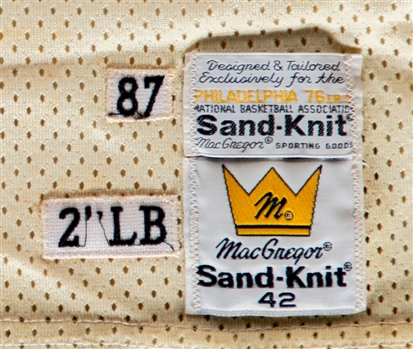 87
2" LB
Designed & Tailored
Exclusively for the
PHILADELPHIA 76ERS
NATIONAL BASKETBALL ASSOCIATION
Sand-Knit®
MacGregor® SPORTING GOODS
M®
MacGregor®
Sand-Knit®
42